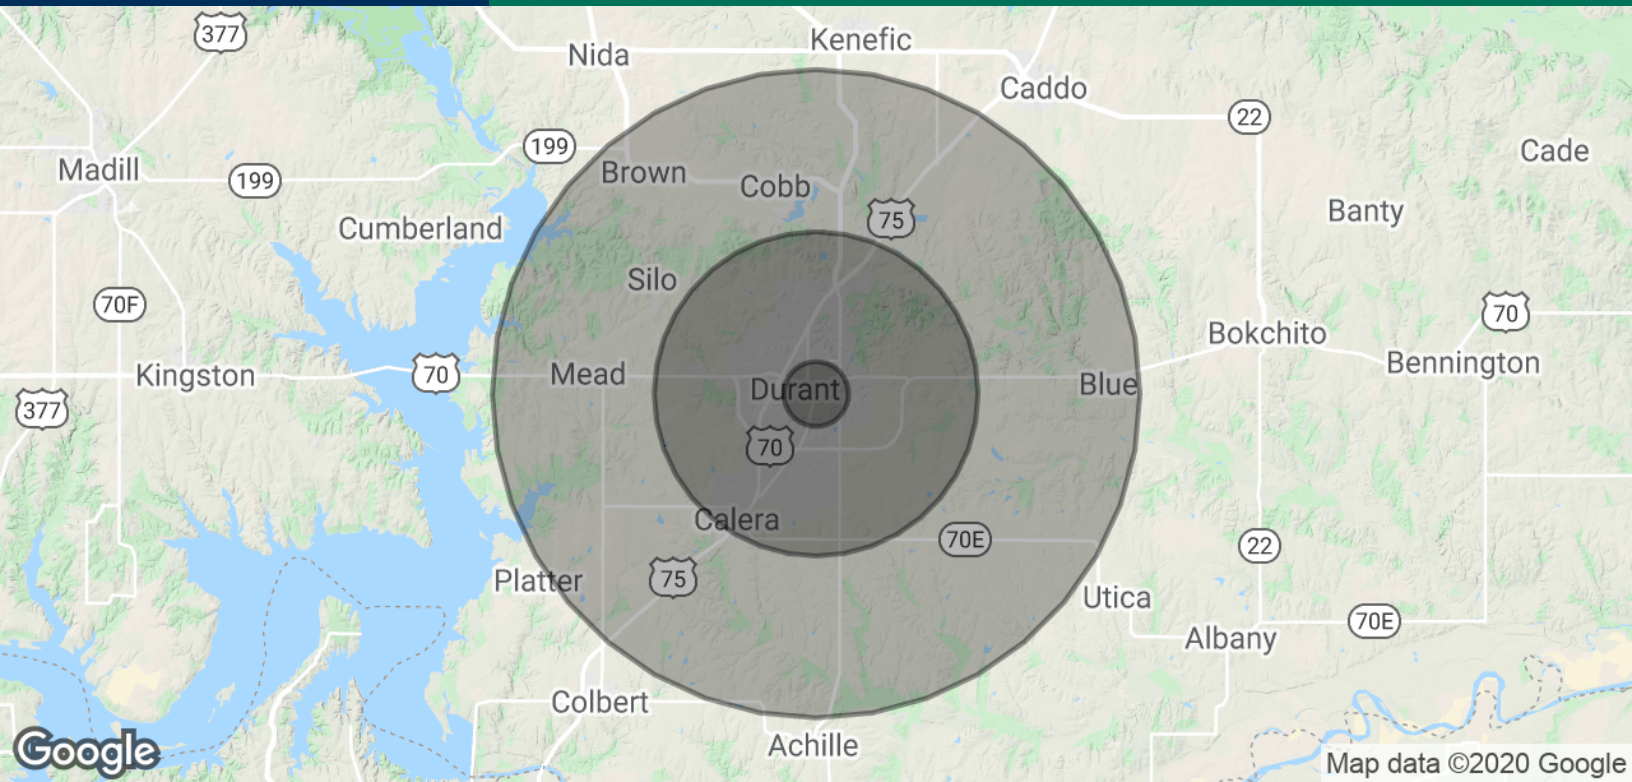 377
Nida
Kenefic
Caddo
22
199
Cade
Madill
199
Brown
Cobb
75
Banty
Cumberland
Silo
70F
70
Bokchito
Bennington
Kingston
70
Mead
Durant
Blue
377
70
Calera
70E
22
75
Platter
Utica
70E
Albany
Colbert
Achille
Google
Map data ©2020 Google